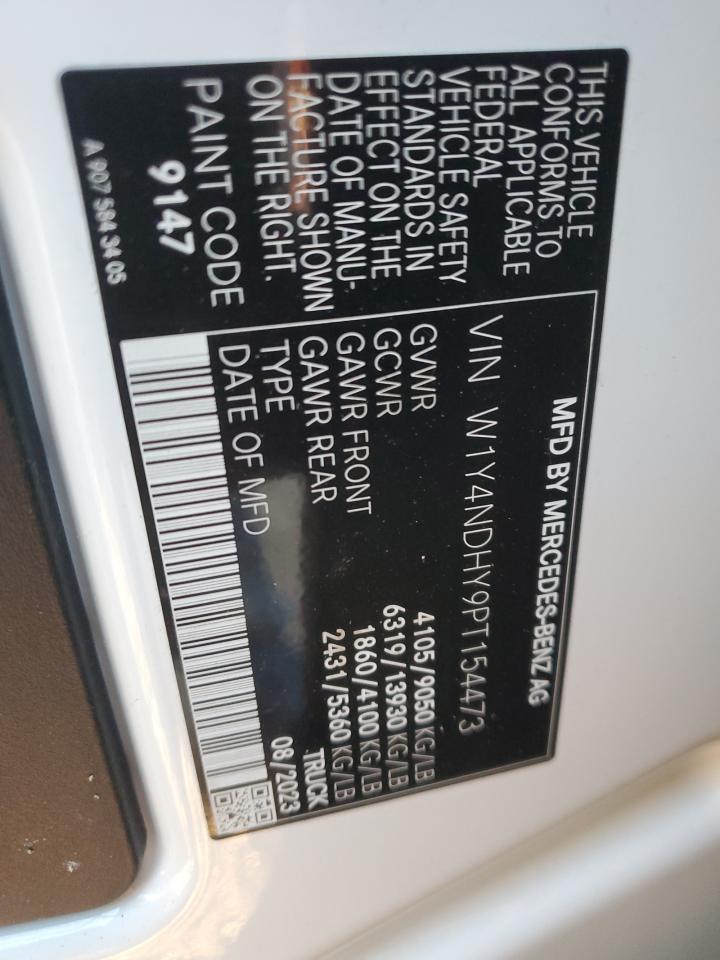 MFD BY MERCEDES-BENZ AG
THIS VEHICLE
CONFORMS TO
ALL APPLICABLE
FEDERAL
VEHICLE SAFETY
STANDARDS IN
EFFECT ON THE
DATE OF MANU-
FACTURE SHOWN
ON THE RIGHT.
PAINT CODE
9147
A 907 584 34 05
VIN W1Y4NDHY9PT154473
GVWR 4105/9050 KG/LB
GCWR 6319/13930 KG/LB
GAWR FRONT 1860/4100 KG/LB
GAWR REAR 2431/5360 KG/LB
TYPE TRUCK
DATE OF MFD 08/2023